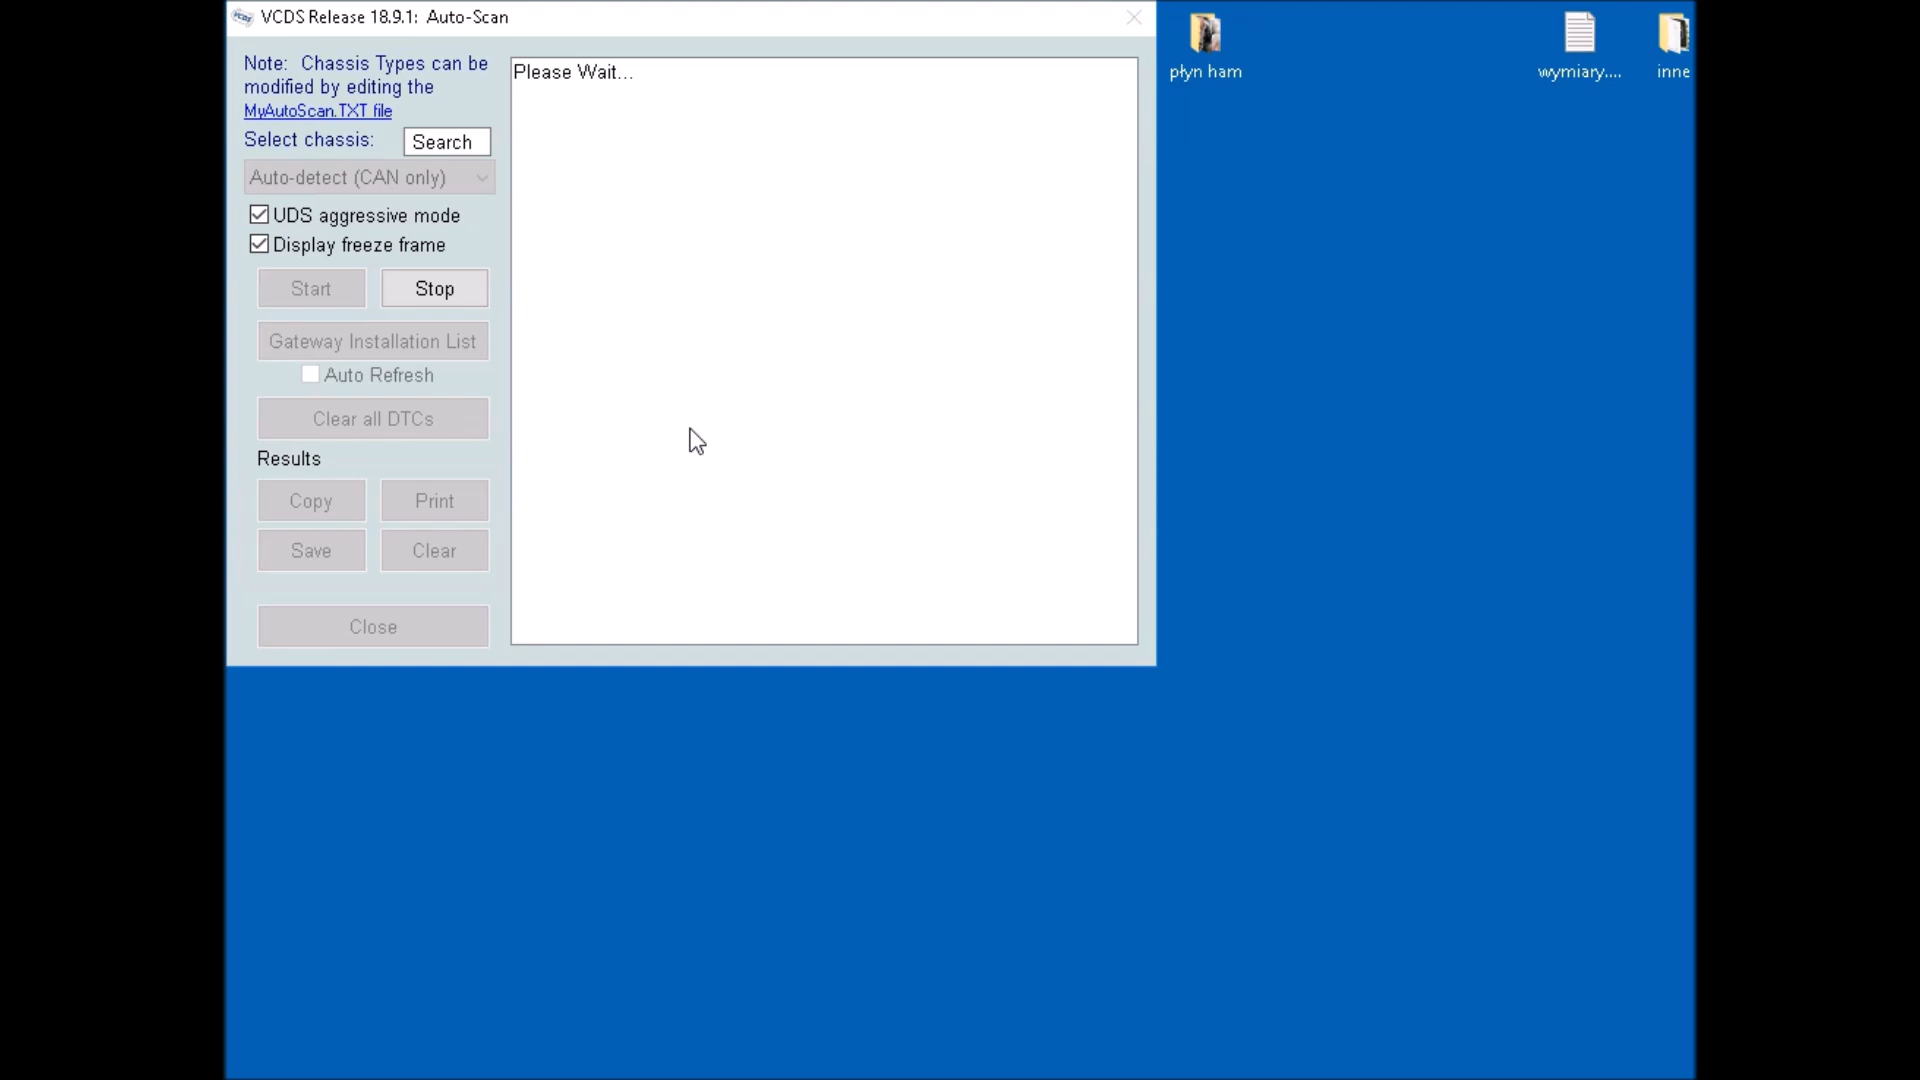 VCDS Release 18.9.1: Auto-Scan
Note: Chassis Types can be
modified by editing the
MyAutoScan.TXT file
Select chassis:
Search
Auto-detect (CAN only)
UDS aggressive mode
Display freeze frame
Start
Stop
Gateway Installation List
Auto Refresh
Clear all DTCs
Results
Copy
Print
Save
Clear
Close
Please Wait...
płyn ham
wymiary....
inne